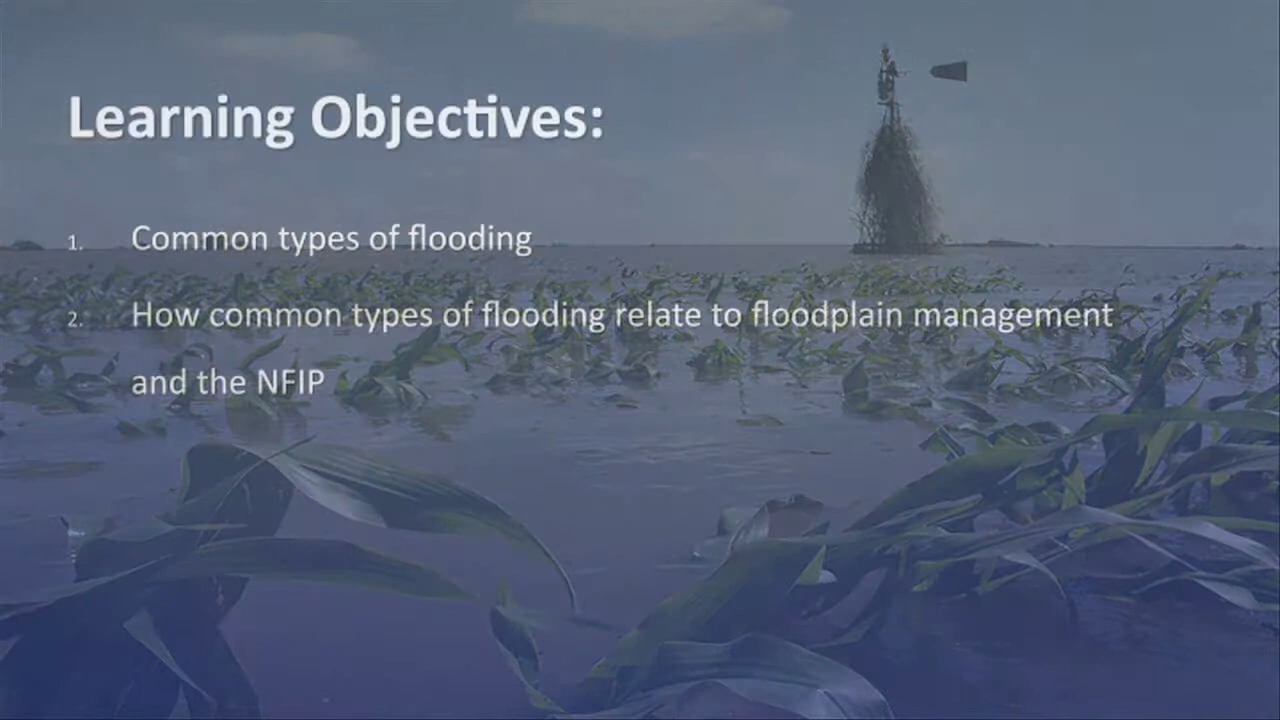 Learning Objectives:
1. Common types of flooding
2. How common types of flooding relate to floodplain management
and the NFIP